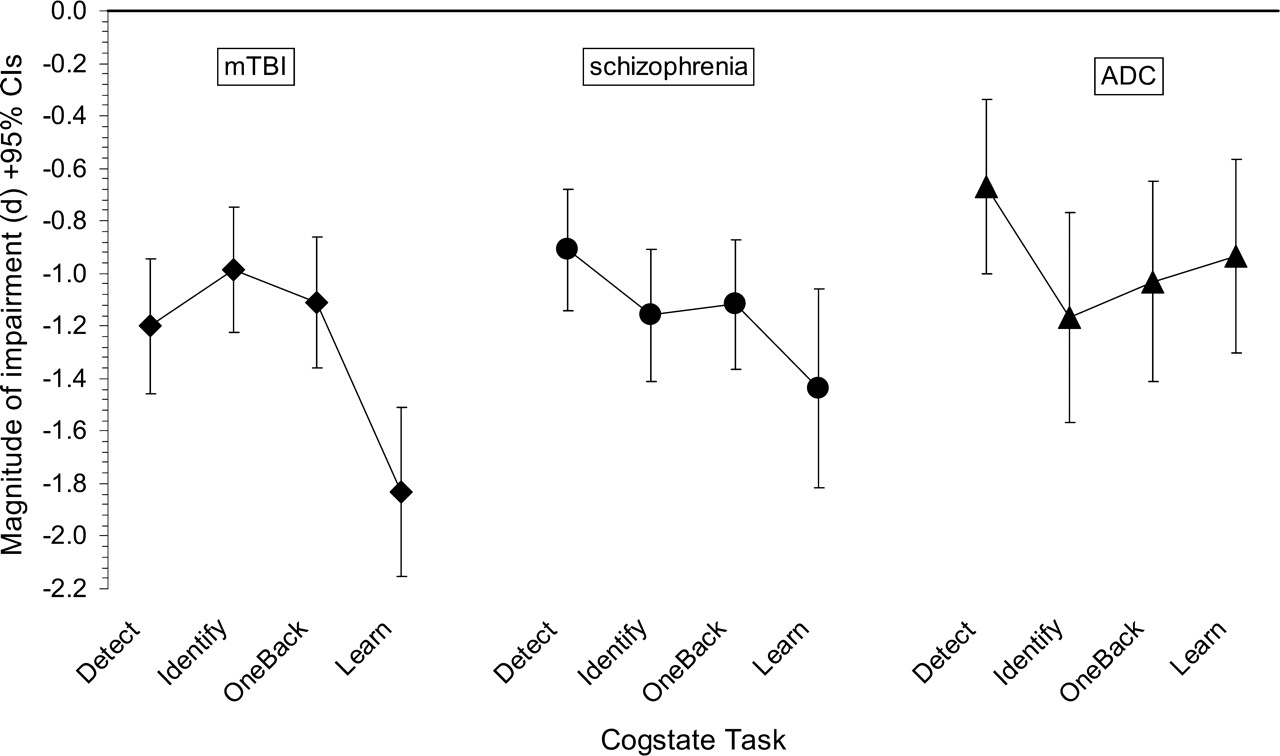 Magnitude of impairment (d) +95% CIs
0.0
-0.2
-0.4
-0.6
-0.8
-1.0
-1.2
-1.4
-1.6
-1.8
-2.0
-2.2
mTBI
schizophrenia
ADC
Detect
Identify
OneBack
Learn
Detect
Identify
OneBack
Learn
Detect
Identify
OneBack
Learn
Cogstate Task